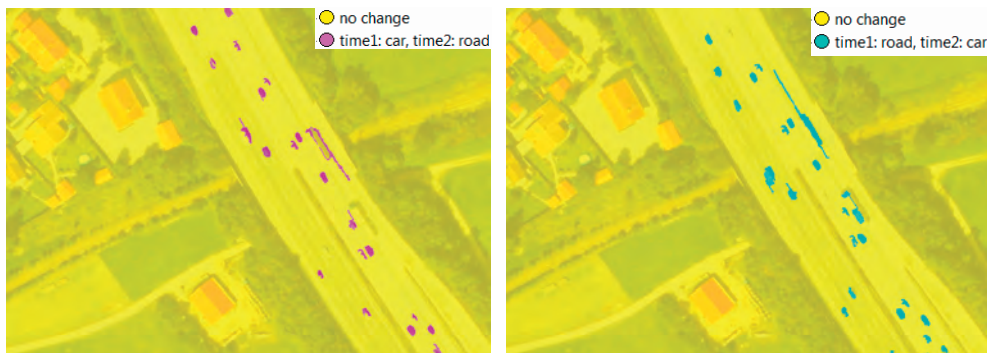 no change
time1: car, time2: road
no change
time1: road, time2: car